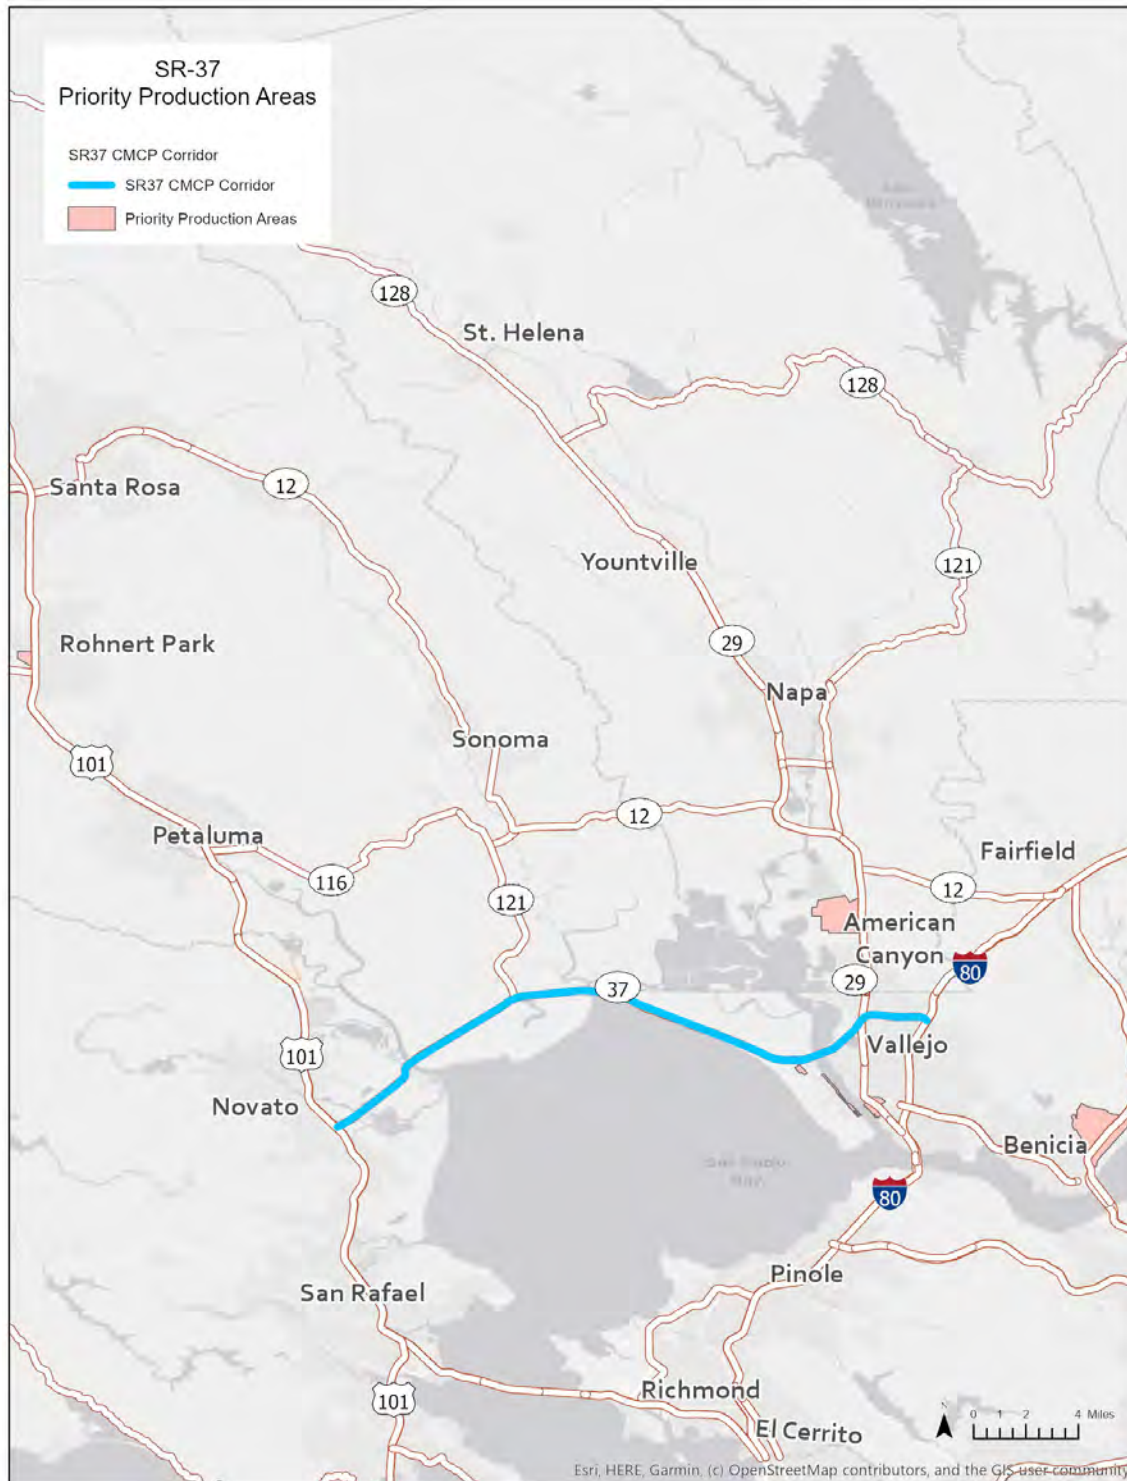 SR-37
Priority Production Areas
SR37 CMCP Corridor
SR37 CMCP Corridor
Priority Production Areas
128
St. Helena
128
Santa Rosa
12
Yountville
121
Rohnert Park
29
Napa
Sonoma
101
12
Petaluma
Fairfield
116
12
121
American
Canyon
80
37
29
Vallejo
101
Novato
Benicia
San Pablo
Bay
80
Pinole
San Rafael
Richmond
101
El Cerrito
N
0 1 2 4 Miles
Esri, HERE, Garmin, (c) OpenStreetMap contributors, and the GIS user community